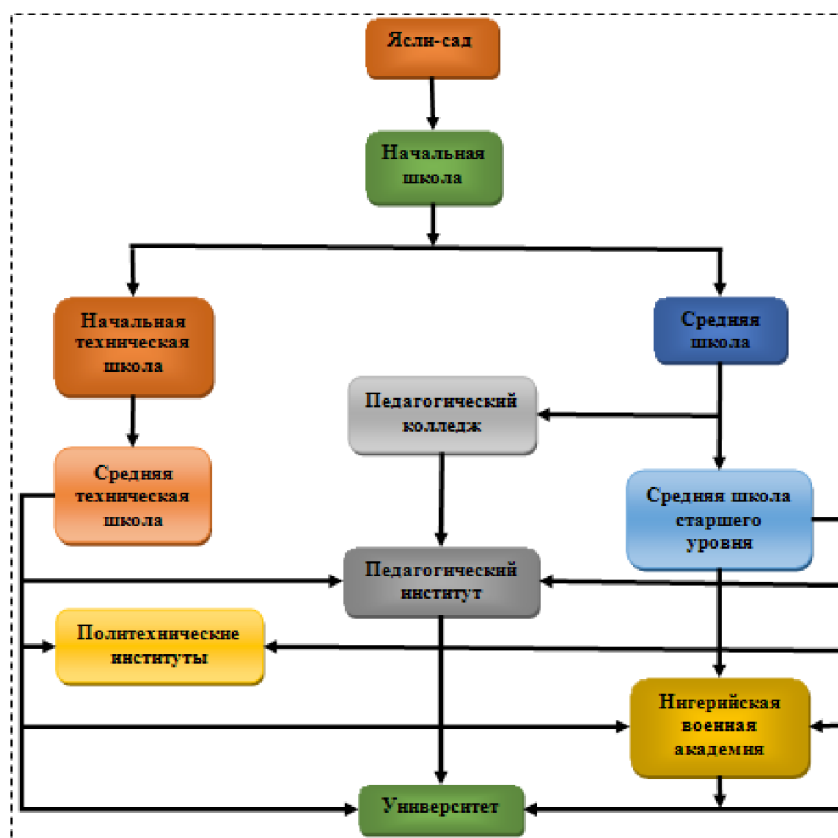 Ясли-сад
Начальная
школа
Начальная
техническая
школа
Средняя
школа
Педагогический
колледж
Средняя
техническая
школа
Средняя школа
старшего
уровня
Педагогический
институт
Политехнические
институты
Нигерийская
военная
академия
Университет